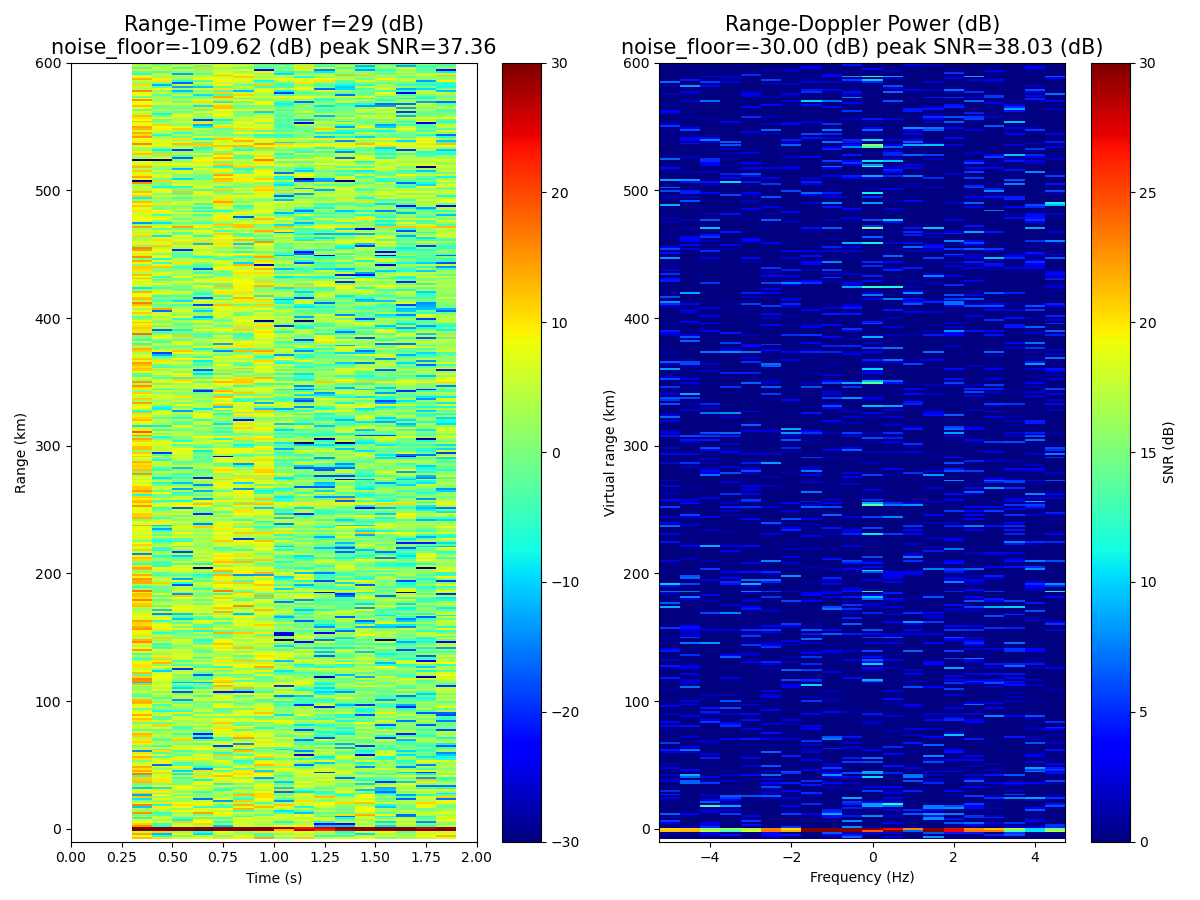 Range-Time Power f=29 (dB)
noise_floor=-109.62 (dB) peak SNR=37.36
600
500
400
300
200
100
0
Range (km)
0.00 0.25 0.50 0.75 1.00 1.25 1.50 1.75 2.00
Time (s)
30
20
10
0
−10
−20
−30
Range-Doppler Power (dB)
noise_floor=-30.00 (dB) peak SNR=38.03 (dB)
600
500
400
300
200
100
0
Virtual range (km)
−4 −2 0 2 4
Frequency (Hz)
30
25
20
15
10
5
0
SNR (dB)